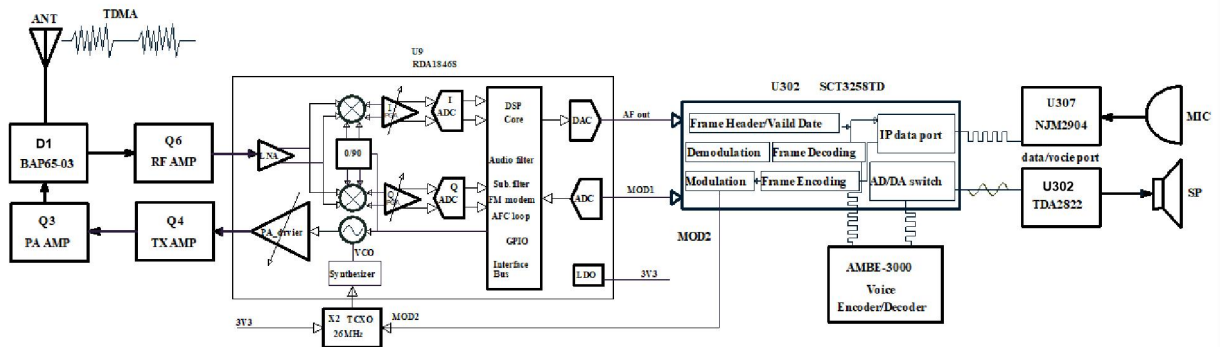 ANT
TDMA
U9
RDA1846S
D1
BAP65-03
Q6
RF AMP
Q3
PA AMP
Q4
TX AMP
LNA
0/90
I
PGA
I
ADC
Q
PGA
Q
ADC
PA_drvier
VCO
Synthesizer
X2 TCXO
26MHz
3V3
MOD2
DSP
Core
Audio filter
Sub. filter
FM modem
AFC loop
GPIO
Interface
Bus
DAC
ADC
LDO
3V3
AF out
MOD1
MOD2
U302 SCT3258TD
Frame Header/Vaild Date
Demodulation
Frame Decoding
Modulation
Frame Encoding
IP data port
AD/DA switch
AMBE-3000
Voice
Encoder/Decoder
U307
NJM2904
data/vocie port
U302
TDA2822
MIC
SP